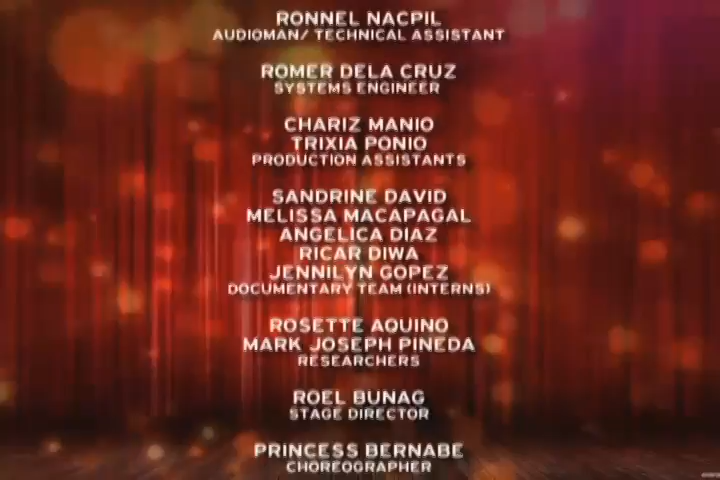 RONNEL NACPIL
AUDIOMAN/ TECHNICAL ASSISTANT
ROMER DELA CRUZ
SYSTEMS ENGINEER
CHARIZ MANIO
TRIXIA PONIO
PRODUCTION ASSISTANTS
SANDRINE DAVID
MELISSA MACAPAGAL
ANGELICA DIAZ
RICAR DIWA
JENNILYN GOPEZ
DOCUMENTARY TEAM (INTERNS)
ROSETTE AQUINO
MARK JOSEPH PINEDA
RESEARCHERS
ROEL BUNAG
STAGE DIRECTOR
PRINCESS BERNABE
CHOREOGRAPHER